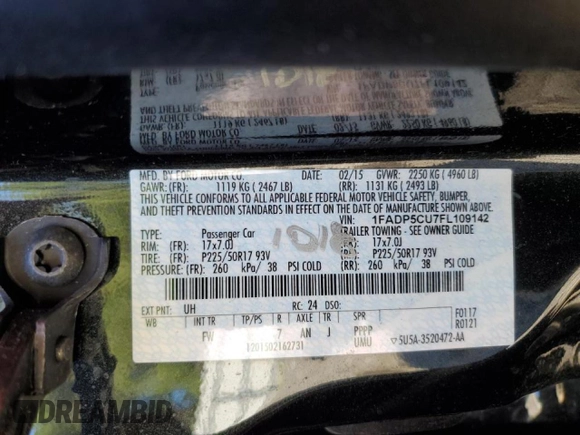 MFD. BY FORD MOTOR CO.
DATE: 02/15 GVWR: 2250 KG ( 4960 LB)
GAWR: (FR): 1119 KG ( 2467 LB) (RR): 1131 KG ( 2493 LB)
THIS VEHICLE CONFORMS TO ALL APPLICABLE FEDERAL MOTOR VEHICLE SAFETY, BUMPER,
AND THEFT PREVENTION STANDARDS IN EFFECT ON THE DATE OF MANUFACTURE SHOWN ABOVE.
VIN: 1FADP5CU7FL109142
TYPE: Passenger Car TRAILER TOWING - SEE OWNER GUIDE
RIM: (FR): 17x7.0J (RR): 17x7.0J
TIRE: (FR): P225/50R17 93V (RR): P225/50R17 93V
PRESSURE: (FR): 260 kPa/ 38 PSI COLD (RR): 260 kPa/ 38 PSI COLD
1018
EXT PNT: UH RC: 24 DSO:
WB INT TR TP/PS R AXLE TR SPR
FW 7 AN J PPPP
UMU
F0117
R0121
1201502162731
5U5A-3520472-AA
DREAMBID